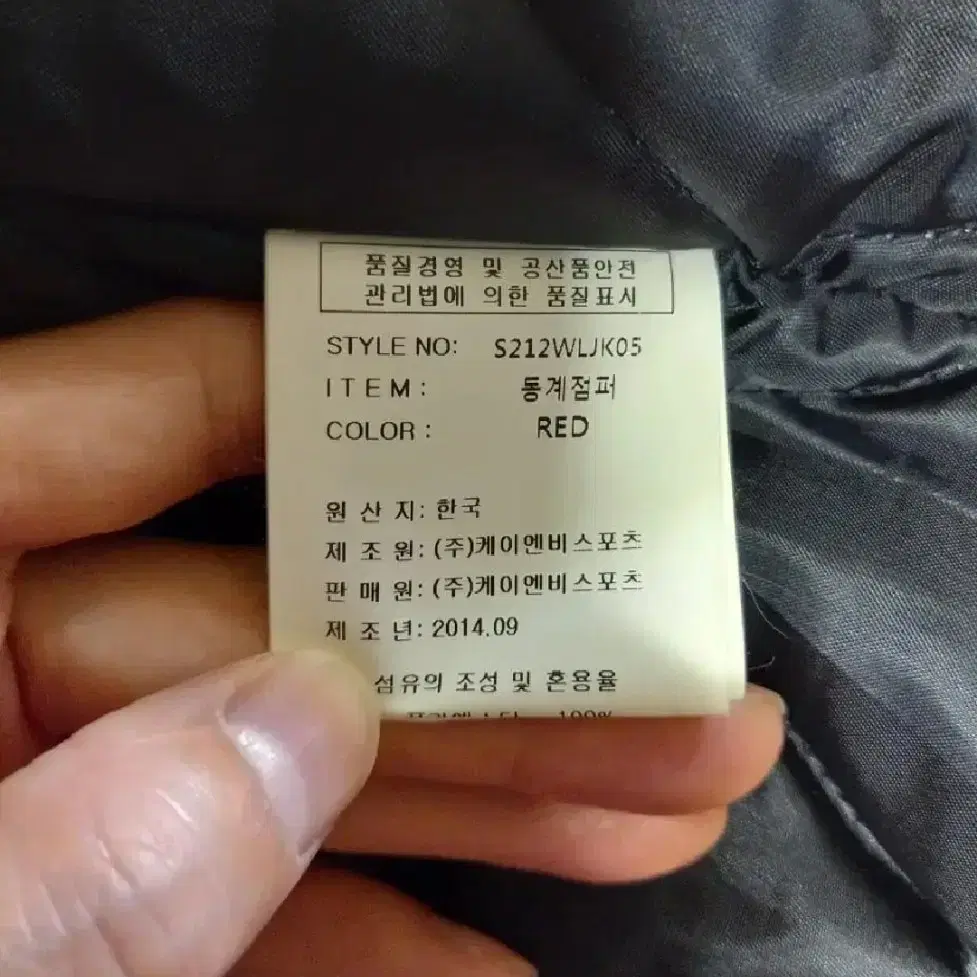 품질경영 및 공산품안전
관리법에 의한 품질표시
STYLE NO: S212WLJK05
ITEM: 동계점퍼
COLOR: RED
원 산 지: 한국
제 조 원: (주)케이엔비스포츠
판 매 원: (주)케이엔비스포츠
제 조 년: 2014.09
섬유의 조성 및 혼용율
100%